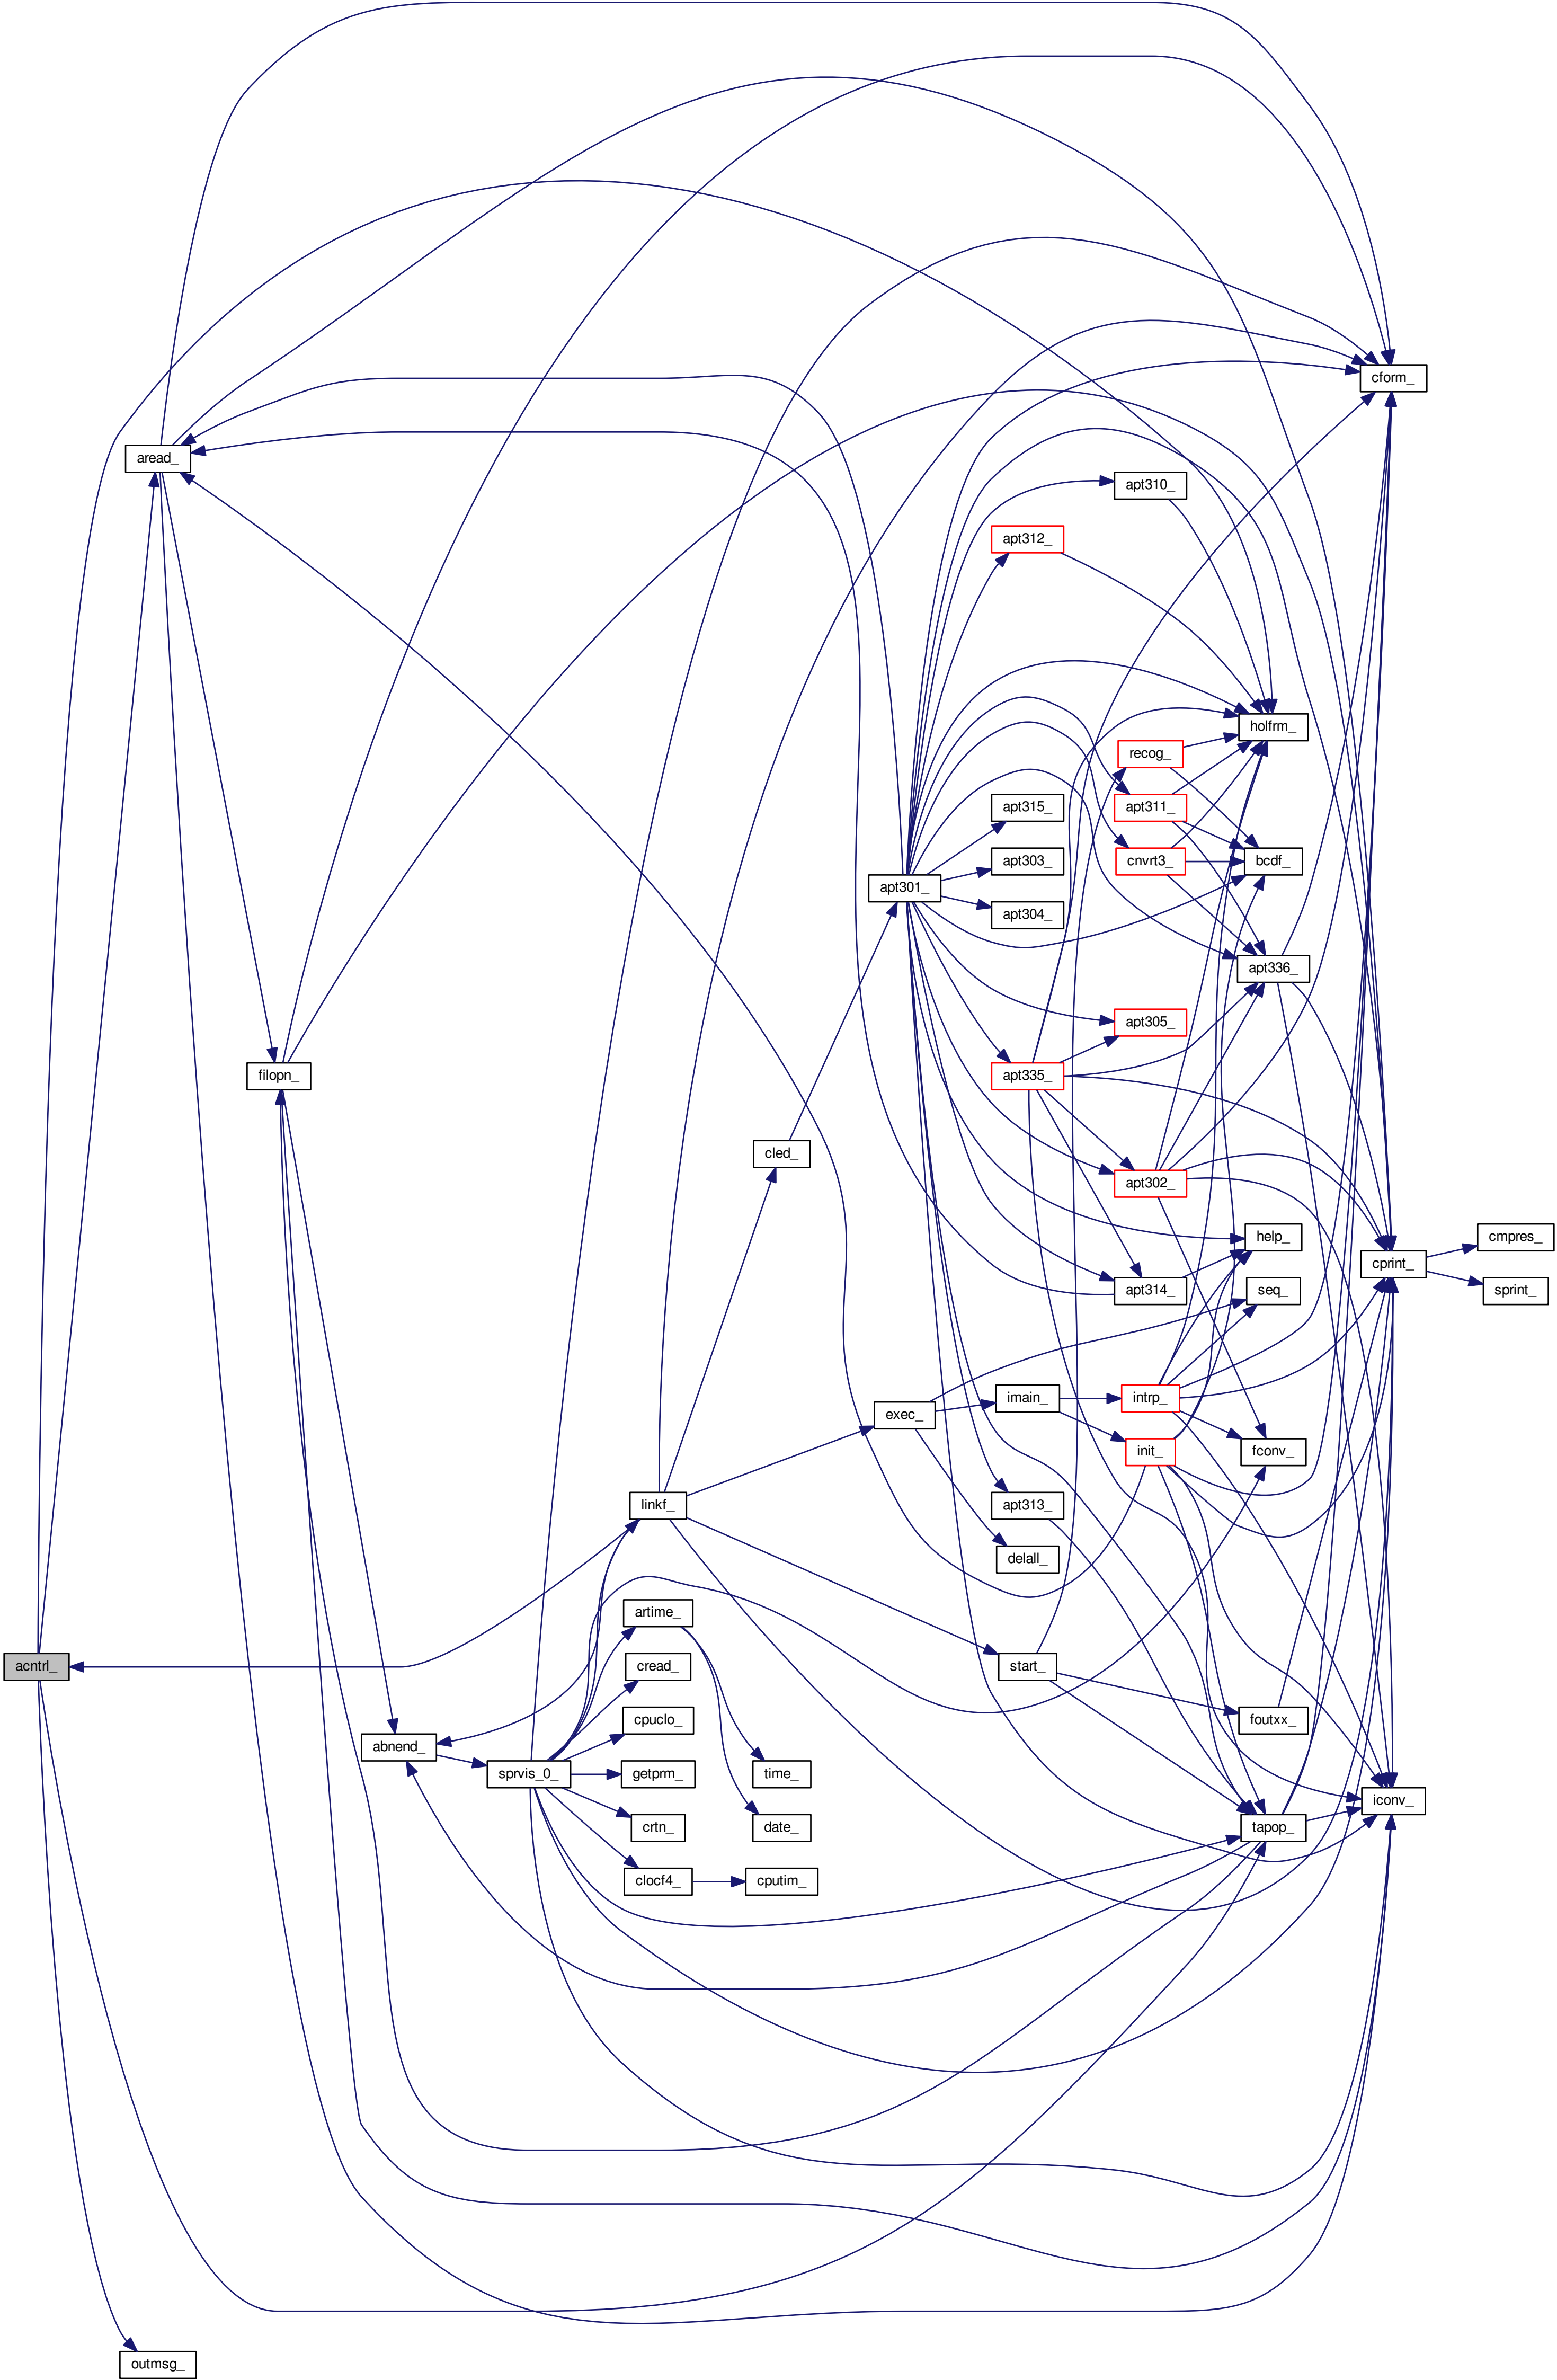 cform_
aread_
apt310_
apt312_
holfrm_
recog_
apt315_
apt311_
apt303_
cnvrt3_
bcdf_
apt301_
apt304_
apt336_
apt305_
filopn_
apt335_
cled_
apt302_
help_
cmpres_
cprint_
seq_
sprint_
apt314_
imain_
intrp_
exec_
init_
fconv_
linkf_
apt313_
delall_
artime_
acntrl_
cread_
start_
cpuclo_
foutxx_
abnend_
sprvis_0_
getprm_
time_
iconv_
crtn_
date_
tapop_
clocf4_
cputim_
outmsg_